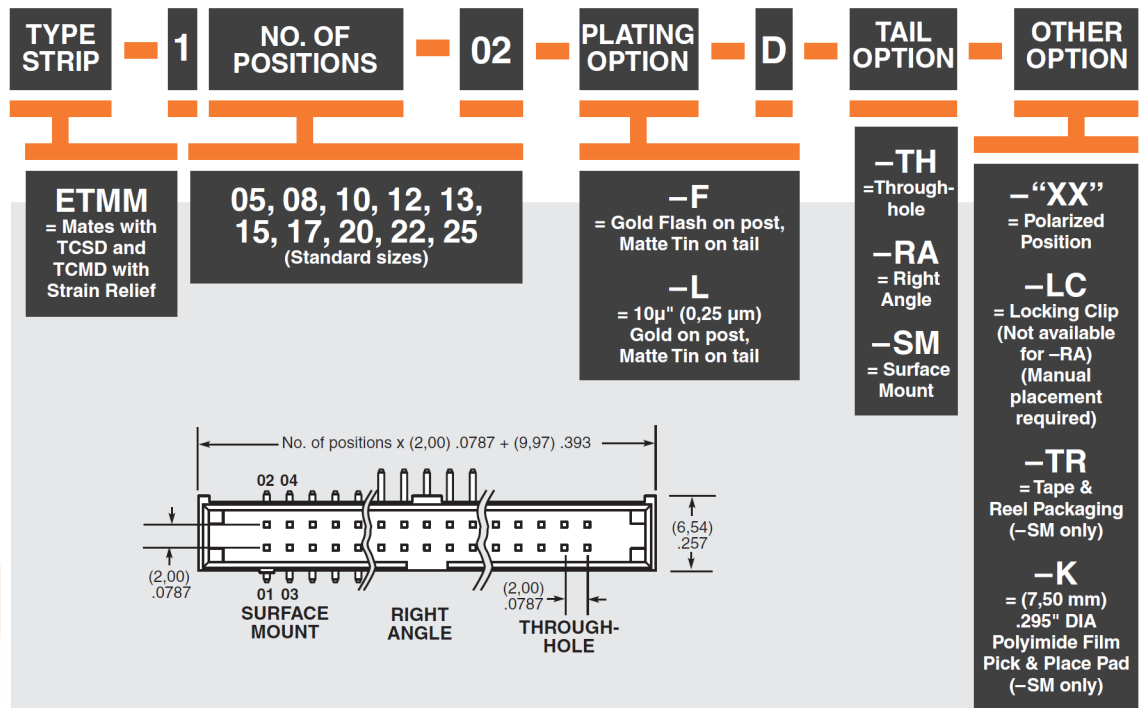 TYPE
STRIP
1
NO. OF
POSITIONS
02
PLATING
OPTION
D
TAIL
OPTION
OTHER
OPTION
ETMM
= Mates with
TCSD and
TCMD with
Strain Relief
05, 08, 10, 12, 13,
15, 17, 20, 22, 25
(Standard sizes)
–F
= Gold Flash on post,
Matte Tin on tail
–L
= 10µ" (0,25 µm)
Gold on post,
Matte Tin on tail
–TH
=Through-
hole
–RA
= Right
Angle
–SM
= Surface
Mount
–“XX”
= Polarized
Position
–LC
= Locking Clip
(Not available
for –RA)
(Manual
placement
required)
–TR
= Tape &
Reel Packaging
(–SM only)
–K
= (7,50 mm)
.295" DIA
Polyimide Film
Pick & Place Pad
(–SM only)
No. of positions x (2,00) .0787 + (9,97) .393
02 04
(6,54)
.257
(2,00)
.0787
01 03
(2,00)
.0787
SURFACE
MOUNT
RIGHT
ANGLE
THROUGH-
HOLE